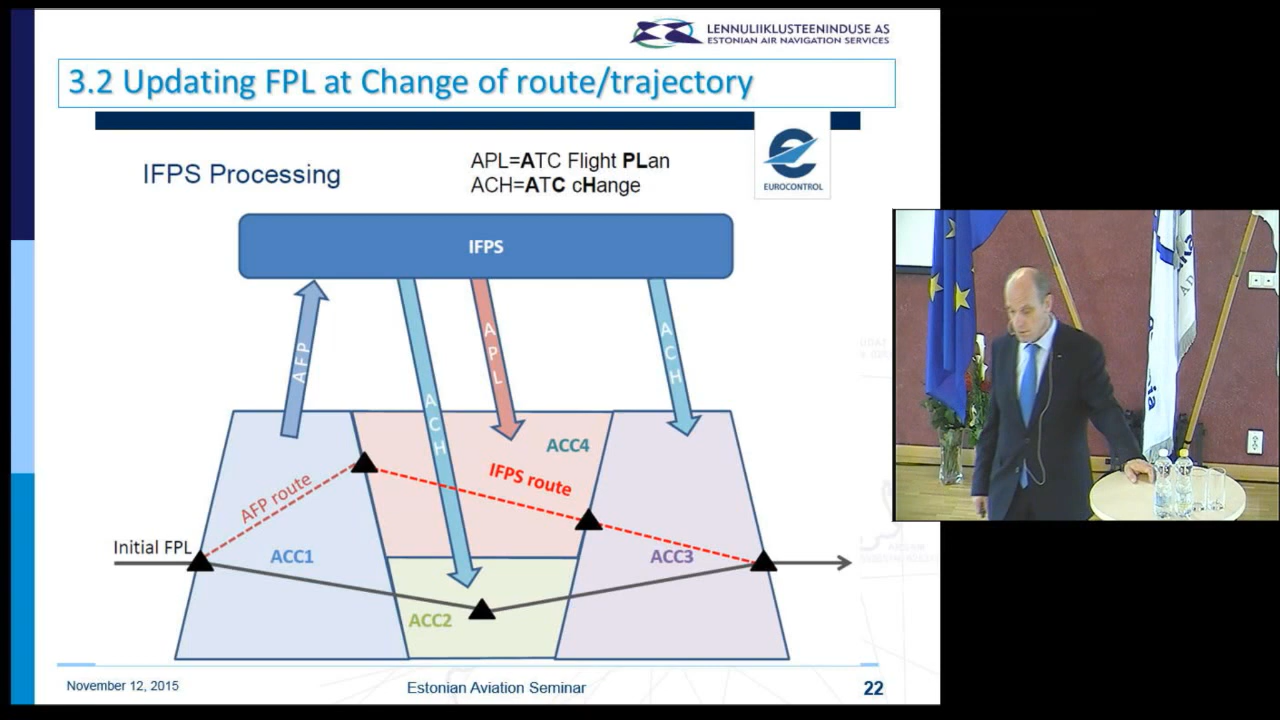 LENNULIIKLUSTEENINDUSE AS
ESTONIAN AIR NAVIGATION SERVICES
3.2 Updating FPL at Change of route/trajectory
IFPS Processing
APL=ATC Flight PLan
ACH=ATC cHange
EUROCONTROL
IFPS
AFP
ACH
APL
ACH
ACC4
IFPS route
AFP route
Initial FPL
ACC1
ACC3
ACC2
November 12, 2015
Estonian Aviation Seminar
22